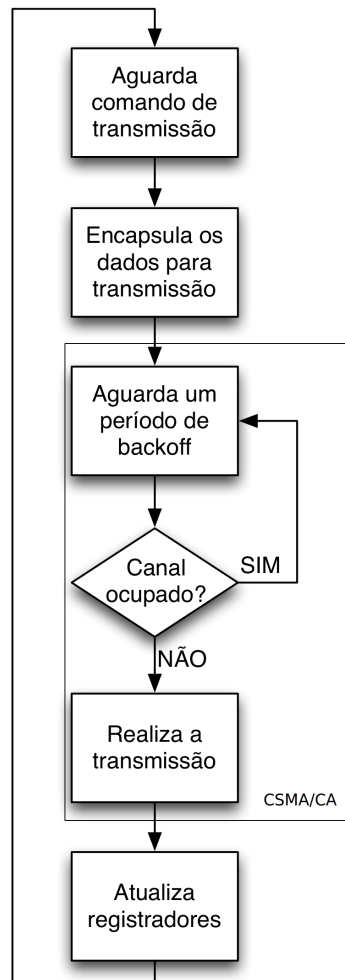 Aguarda
comando de
transmissão
Encapsula os
dados para
transmissão
Aguarda um
período de
backoff
Canal
ocupado?
SIM
NÃO
Realiza a
transmissão
CSMA/CA
Atualiza
registradores